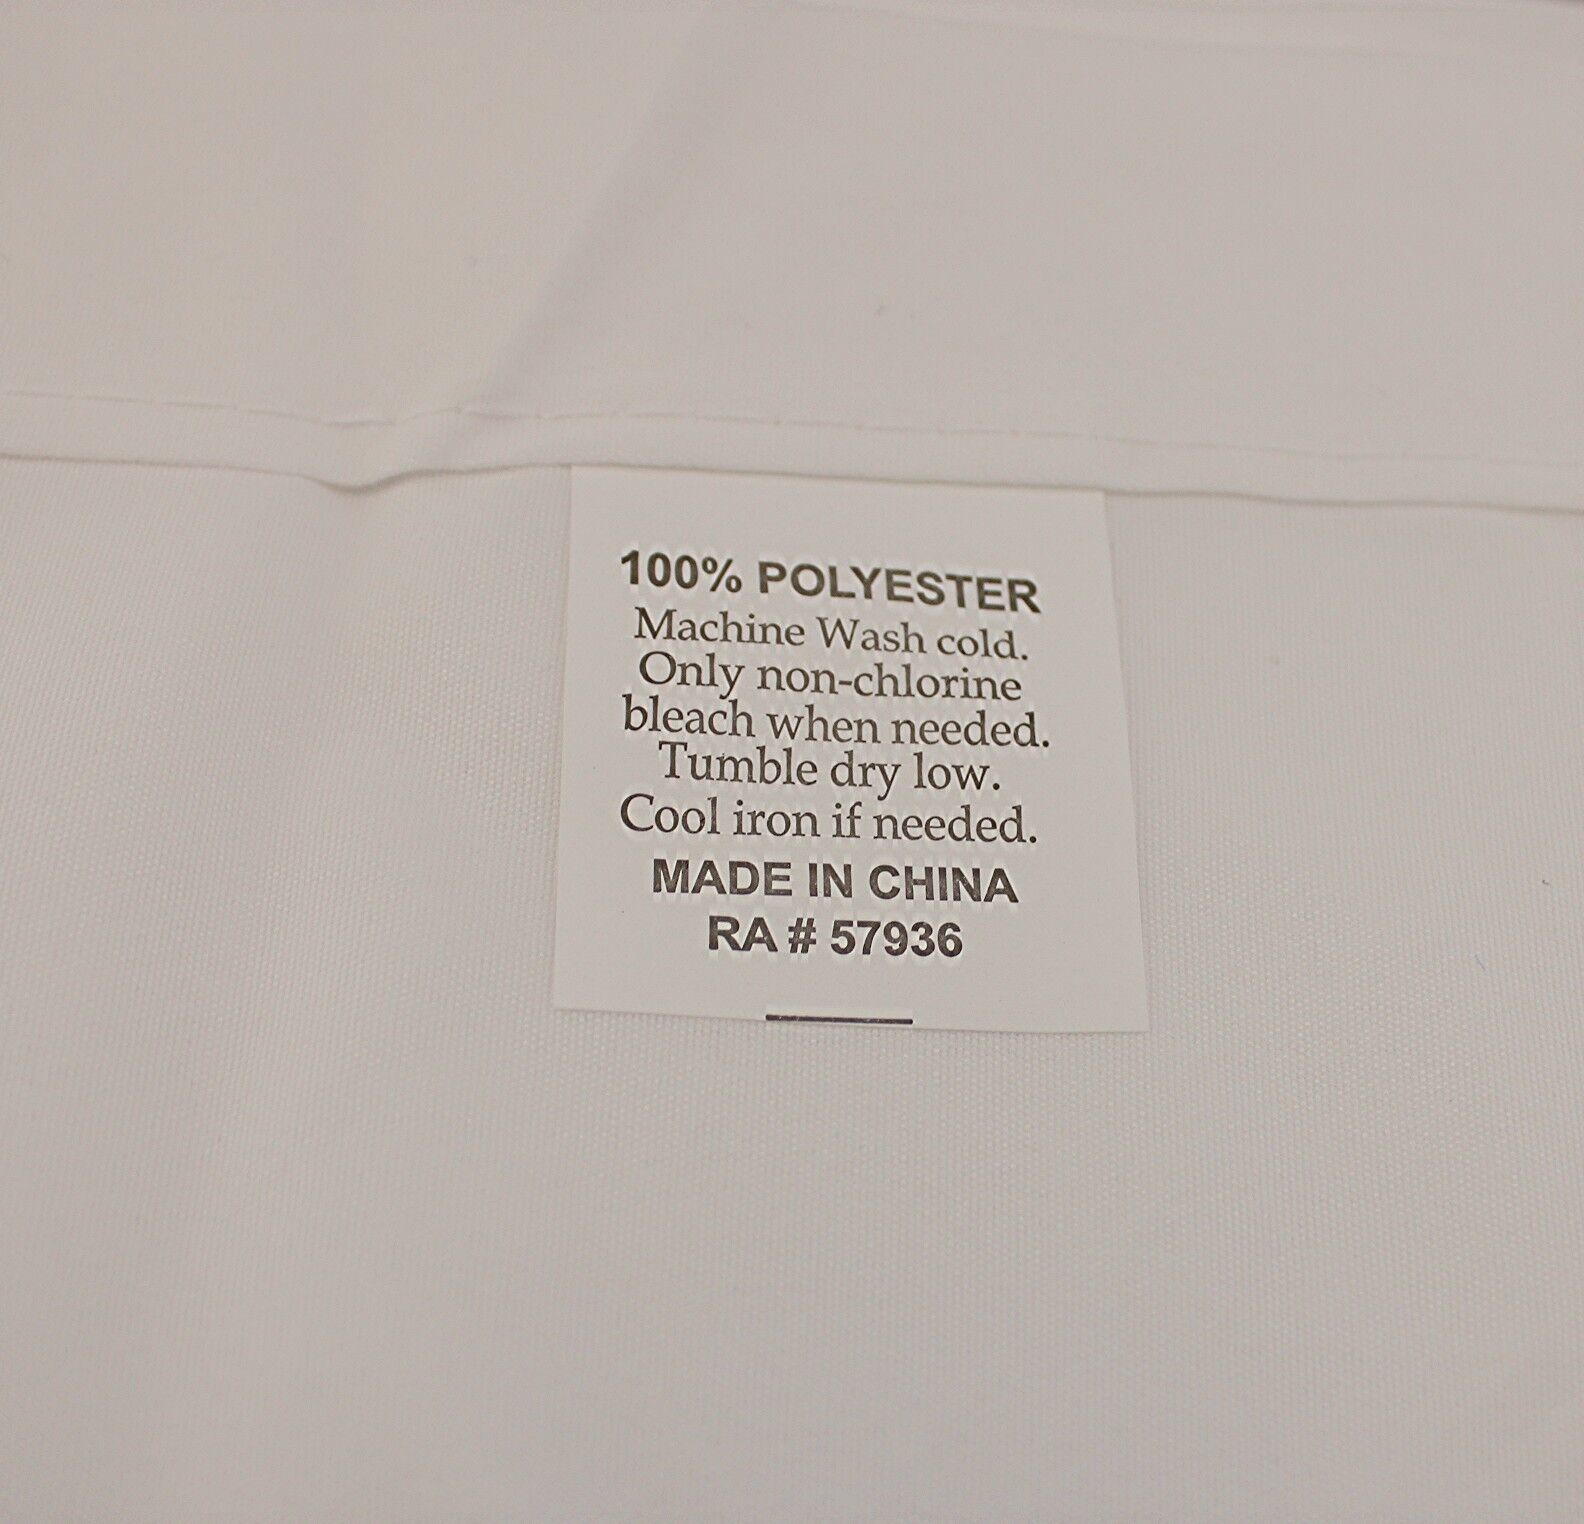 100% POLYESTER
Machine Wash cold.
Only non-chlorine
bleach when needed.
Tumble dry low.
Cool iron if needed.
MADE IN CHINA
RA # 57936